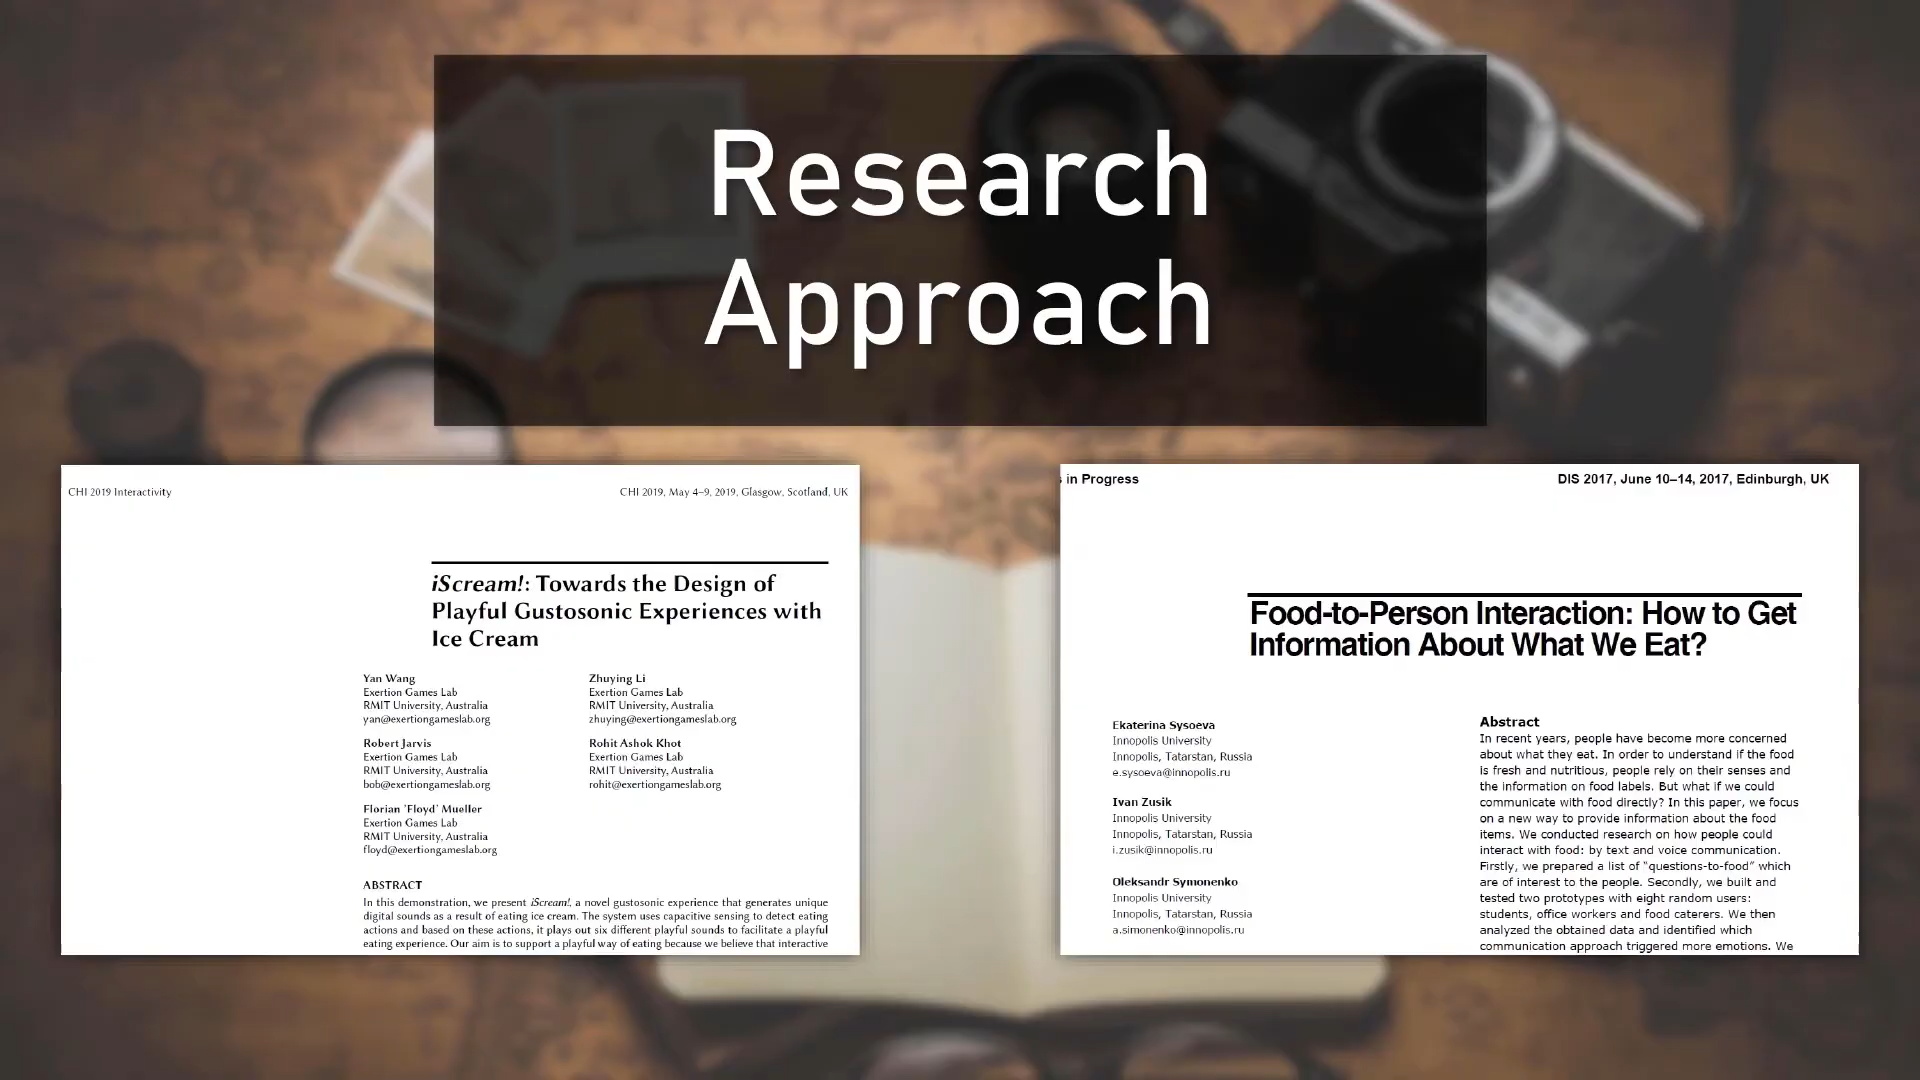 Research
Approach
CHI 2019 Interactivity
CHI 2019, May 4–9, 2019, Glasgow, Scotland, UK
iScream!: Towards the Design of
Playful Gustosonic Experiences with
Ice Cream
Yan Wang
Exertion Games Lab
RMIT University, Australia
yan@exertiongameslab.org
Zhuying Li
Exertion Games Lab
RMIT University, Australia
zhuying@exertiongameslab.org
Robert Jarvis
Exertion Games Lab
RMIT University, Australia
bob@exertiongameslab.org
Rohit Ashok Khot
Exertion Games Lab
RMIT University, Australia
rohit@exertiongameslab.org
Florian 'Floyd' Mueller
Exertion Games Lab
RMIT University, Australia
floyd@exertiongameslab.org
ABSTRACT
In this demonstration, we present iScream!, a novel gustosonic experience that generates unique
digital sounds as a result of eating ice cream. The system uses capacitive sensing to detect eating
actions and based on these actions, it plays out six different playful sounds to facilitate a playful
eating experience. Our aim is to support a playful way of eating because we believe that interactive
in Progress
DIS 2017, June 10–14, 2017, Edinburgh, UK
Food-to-Person Interaction: How to Get
Information About What We Eat?
Ekaterina Sysoeva
Innopolis University
Innopolis, Tatarstan, Russia
e.sysoeva@innopolis.ru
Ivan Zusik
Innopolis University
Innopolis, Tatarstan, Russia
i.zusik@innopolis.ru
Oleksandr Symonenko
Innopolis University
Innopolis, Tatarstan, Russia
a.simonenko@innopolis.ru
Abstract
In recent years, people have become more concerned
about what they eat. In order to understand if the food
is fresh and nutritious, people rely on their senses and
the information on food labels. But what if we could
communicate with food directly? In this paper, we focus
on a new way to provide information about the food
items. We conducted research on how people could
interact with food: by text and voice communication.
Firstly, we prepared a list of “questions-to-food” which
are of interest to the people. Secondly, we built and
tested two prototypes with eight random users:
students, office workers and food caterers. We then
analyzed the obtained data and identified which
communication approach triggered more emotions. We